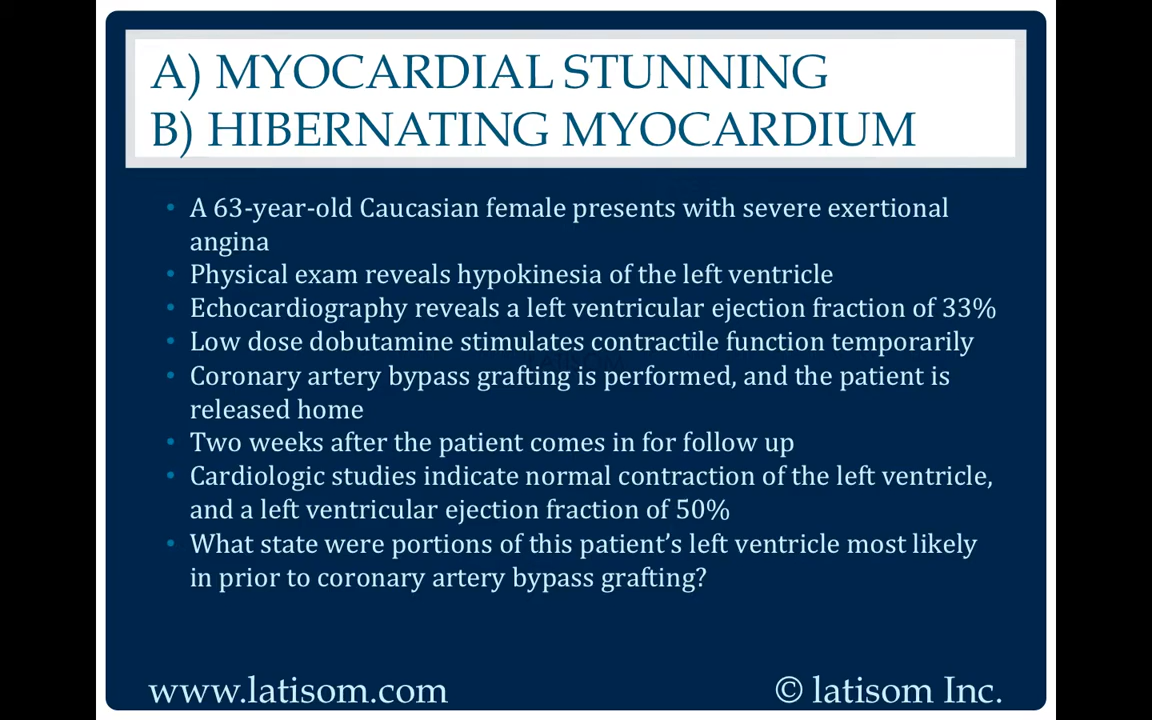 A) MYOCARDIAL STUNNING
B) HIBERNATING MYOCARDIUM
• A 63-year-old Caucasian female presents with severe exertional
angina
• Physical exam reveals hypokinesia of the left ventricle
• Echocardiography reveals a left ventricular ejection fraction of 33%
• Low dose dobutamine stimulates contractile function temporarily
• Coronary artery bypass grafting is performed, and the patient is
released home
• Two weeks after the patient comes in for follow up
• Cardiologic studies indicate normal contraction of the left ventricle,
and a left ventricular ejection fraction of 50%
• What state were portions of this patient’s left ventricle most likely
in prior to coronary artery bypass grafting?
www.latisom.com
© latisom Inc.